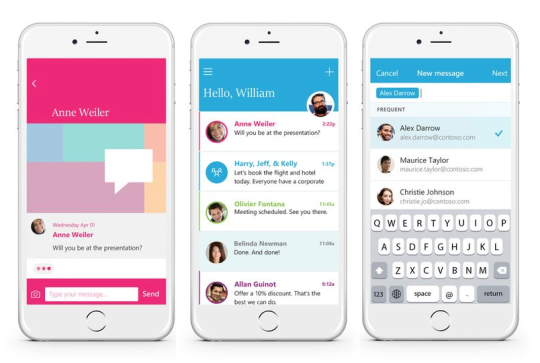 Anne Weiler
Wednesday Apr 01
Anne Weiler
Will you be at the presentation?
Type your message...
Send
Hello, William
Anne Weiler
2:22p
Will you be at the presentation?
Harry, Jeff, & Kelly
1:37p
Let's book the flight and hotel
today. Everyone have a corporate
Olivier Fontana
11:45a
Meeting scheduled. See you there.
Belinda Newman
11:09a
Done. And done!
Allan Guinot
9:12a
Offer a 10% discount. That's the
best we can do.
Cancel
New message
Next
Alex Darrow
FREQUENT
Alex Darrow
alex.darrow@contoso.com
Maurice Taylor
maurice.taylor@contoso.com
Christie Johnson
christie.jo@contoso.com
Q W E R T Y U I O P
A S D F G H J K L
Z X C V B N M
123 space @ . return